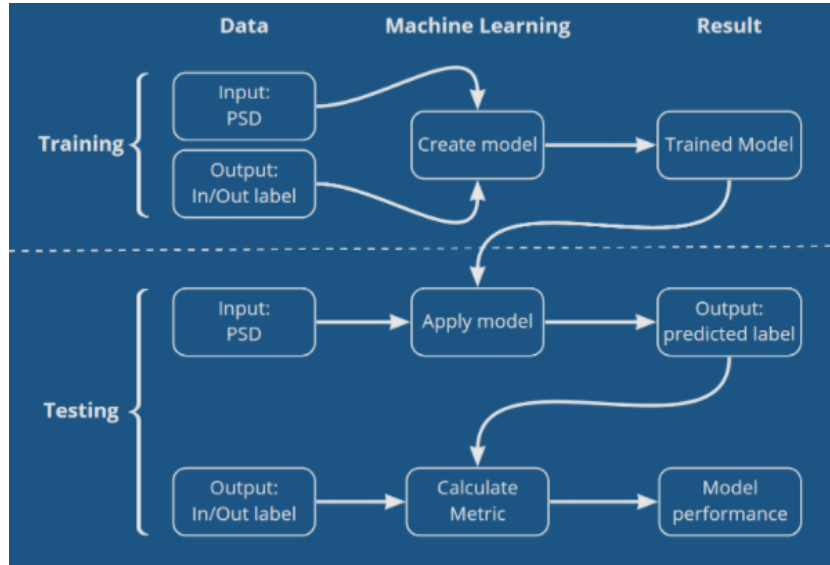 Data
Machine Learning
Result
Training
Input:
PSD
Output:
In/Out label
Create model
Trained Model
Testing
Input:
PSD
Apply model
Output:
predicted label
Output:
In/Out label
Calculate
Metric
Model
performance